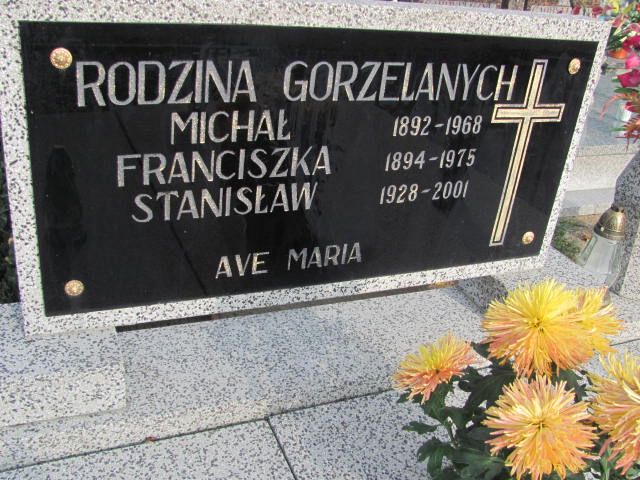 RODZINA GORZELANYCH
MICHAŁ 1892-1968
FRANCISZKA 1894-1975
STANISŁAW 1928-2001
AVE MARIA